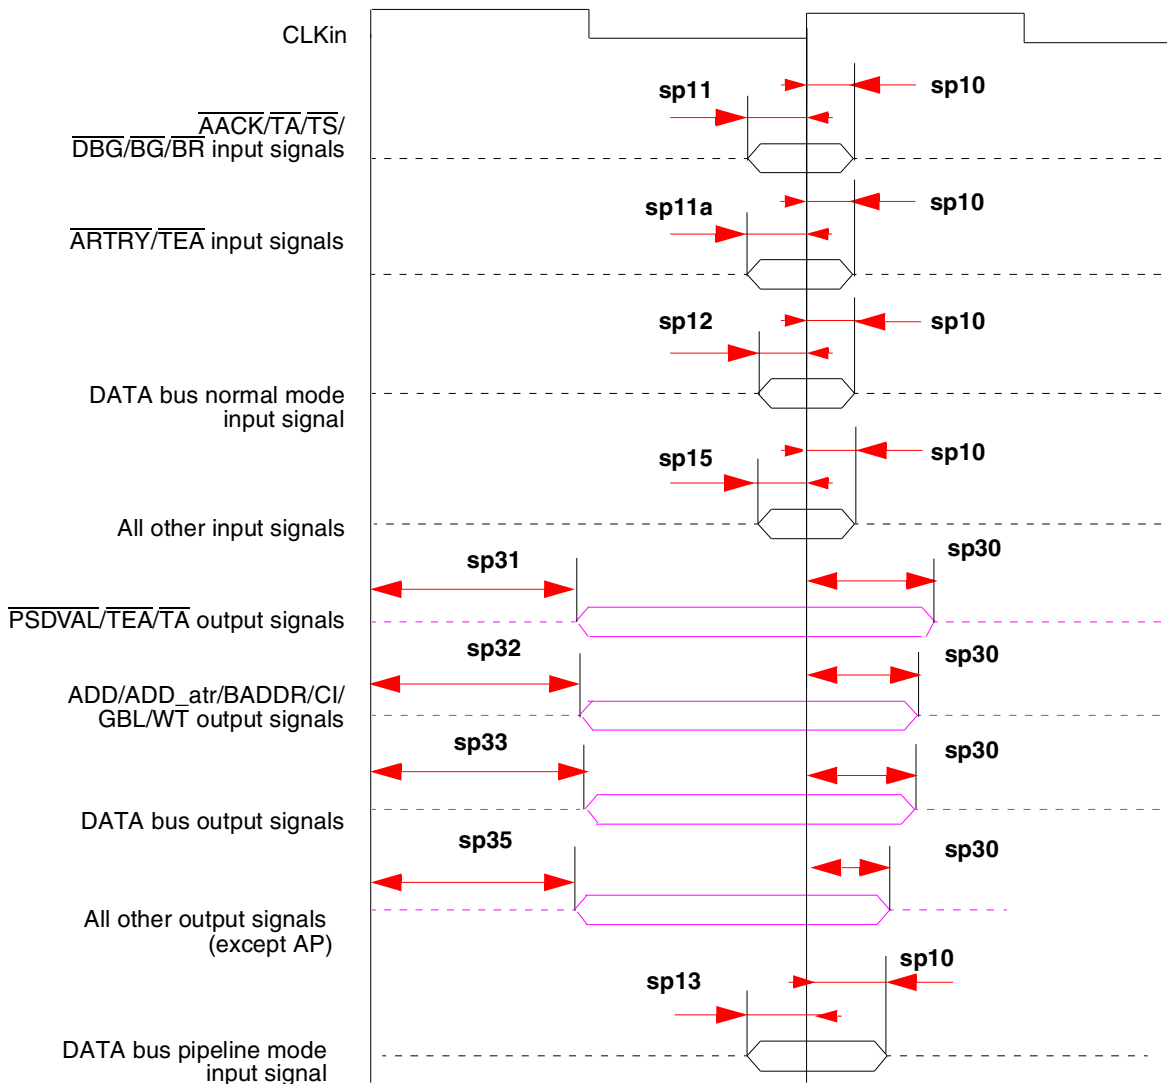 CLKin
sp11
sp10
AACK/TA/TS/
DBG/BG/BR input signals
sp11a
sp10
ARTRY/TEA input signals
sp12
sp10
DATA bus normal mode
input signal
sp15
sp10
All other input signals
sp31
sp30
PSDVAL/TEA/TA output signals
sp32
sp30
ADD/ADD_atr/BADDR/CI/
GBL/WT output signals
sp33
sp30
DATA bus output signals
sp35
sp30
All other output signals
(except AP)
sp13
sp10
DATA bus pipeline mode
input signal